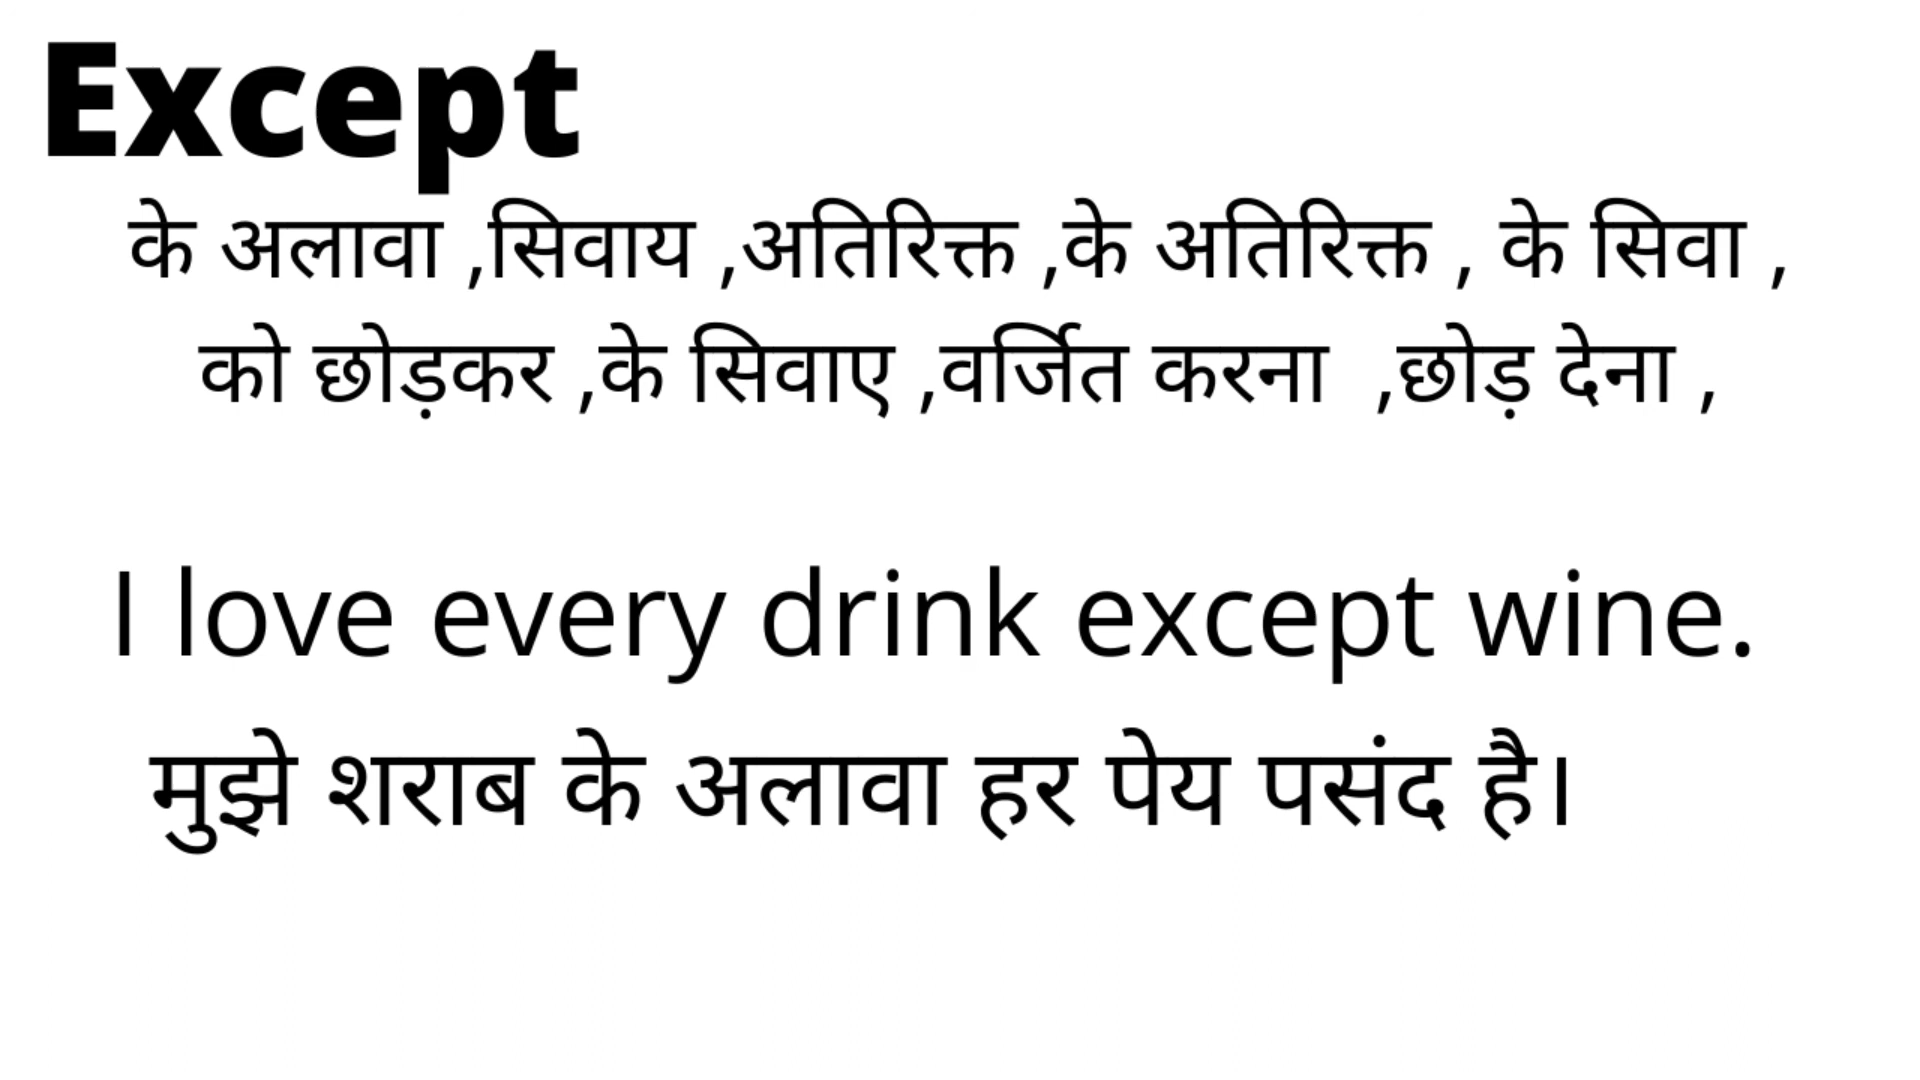 Except
के अलावा ,सिवाय ,अतिरिक्त ,के अतिरिक्त , के सिवा ,
को छोड़कर ,के सिवाए ,वर्जित करना  ,छोड़ देना ,
I love every drink except wine.
मुझे शराब के अलावा हर पेय पसंद है।